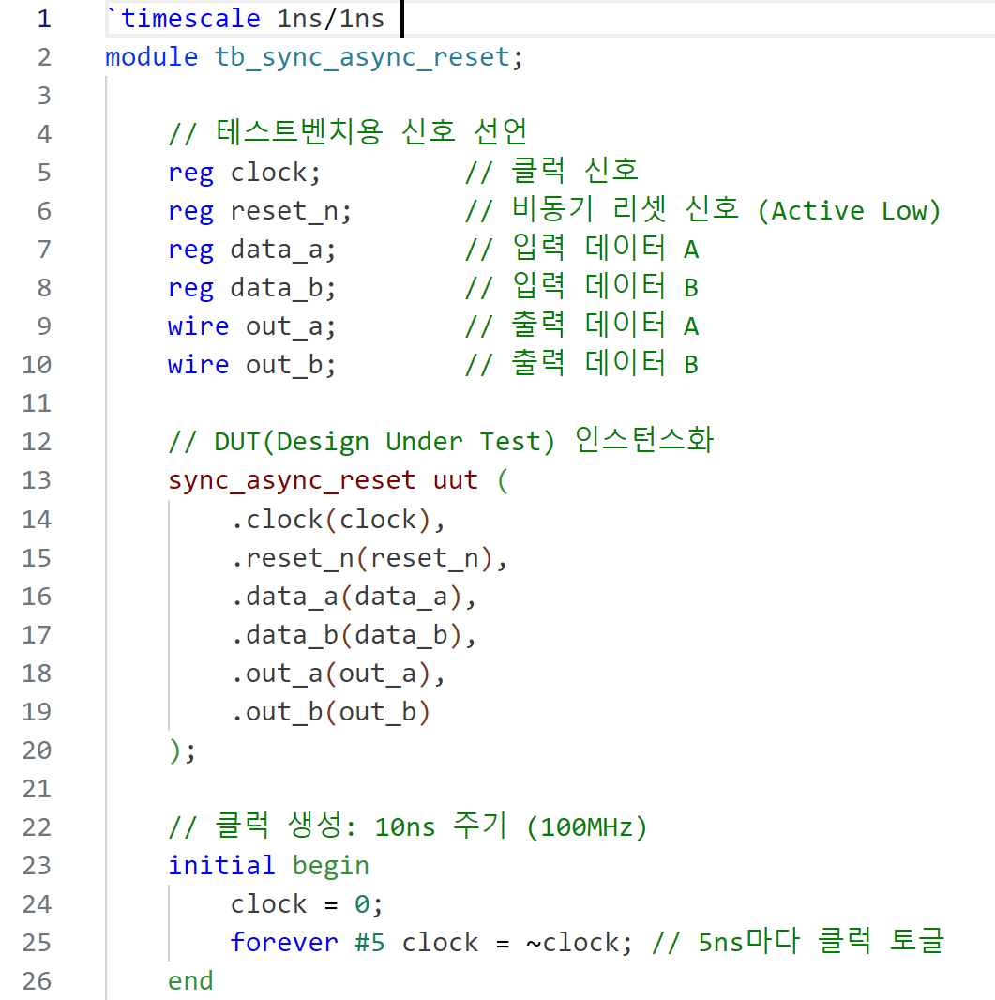 1 `timescale 1ns/1ns
2 module tb_sync_async_reset;
3
4 // 테스트벤치용 신호 선언
5 reg clock; // 클럭 신호
6 reg reset_n; // 비동기 리셋 신호 (Active Low)
7 reg data_a; // 입력 데이터 A
8 reg data_b; // 입력 데이터 B
9 wire out_a; // 출력 데이터 A
10 wire out_b; // 출력 데이터 B
11
12 // DUT(Design Under Test) 인스턴스화
13 sync_async_reset uut (
14 .clock(clock),
15 .reset_n(reset_n),
16 .data_a(data_a),
17 .data_b(data_b),
18 .out_a(out_a),
19 .out_b(out_b)
20 );
21
22 // 클럭 생성: 10ns 주기 (100MHz)
23 initial begin
24 clock = 0;
25 forever #5 clock = ~clock; // 5ns마다 클럭 토글
26 end